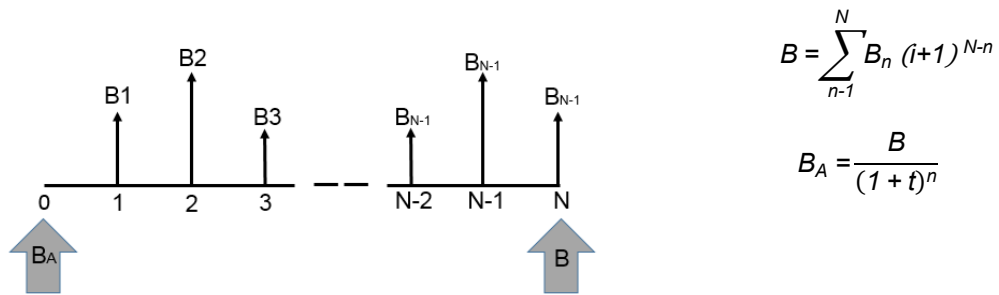 B1
B2
B3
BN-1
BN-1
BN-1
0
1
2
3
N-2
N-1
N
BA
B
N
B = ∑ Bn (i+1) N-n
n-1
BA = B
(1 + t)n